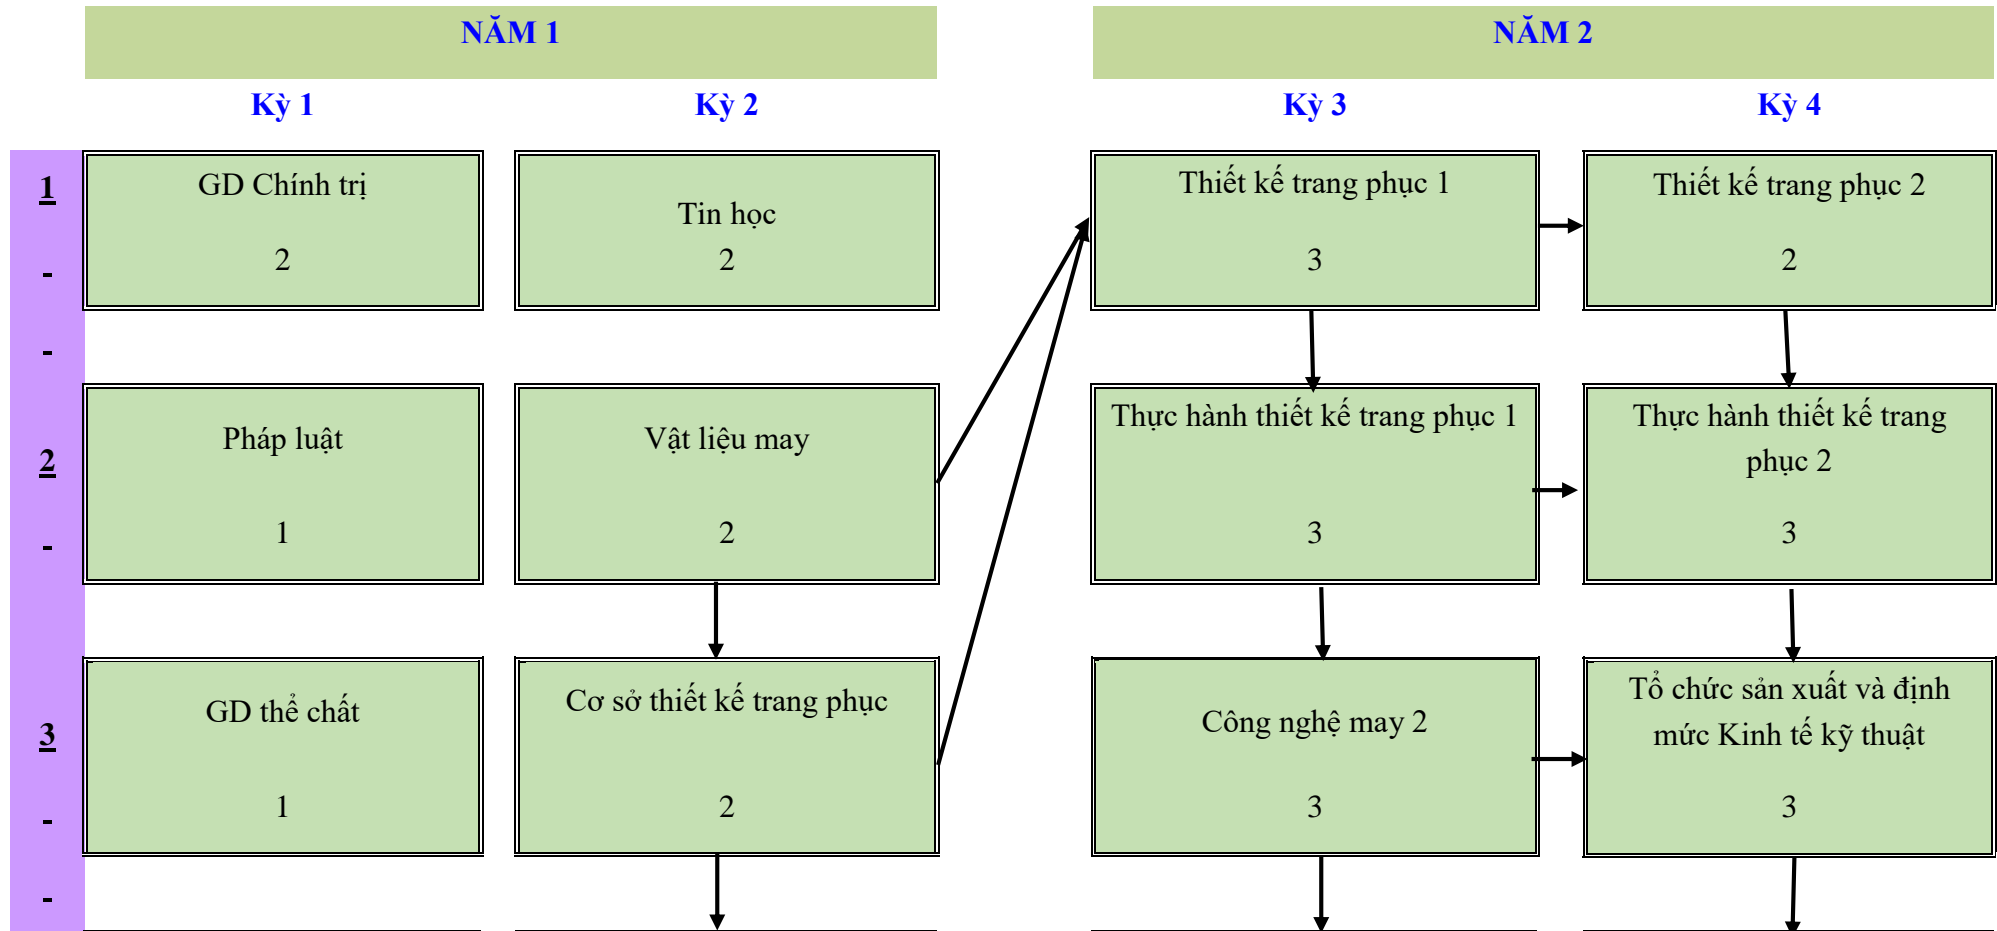 NĂM 1
NĂM 2
Kỳ 1
Kỳ 2
Kỳ 3
Kỳ 4
1
GD Chính trị
2
Tin học
2
Thiết kế trang phục 1
3
Thiết kế trang phục 2
2
-
-
2
Pháp luật
1
Vật liệu may
2
Thực hành thiết kế trang phục 1
3
Thực hành thiết kế trang
phục 2
3
-
3
GD thể chất
1
Cơ sở thiết kế trang phục
2
Công nghệ may 2
3
Tổ chức sản xuất và định
mức Kinh tế kỹ thuật
3
-
-